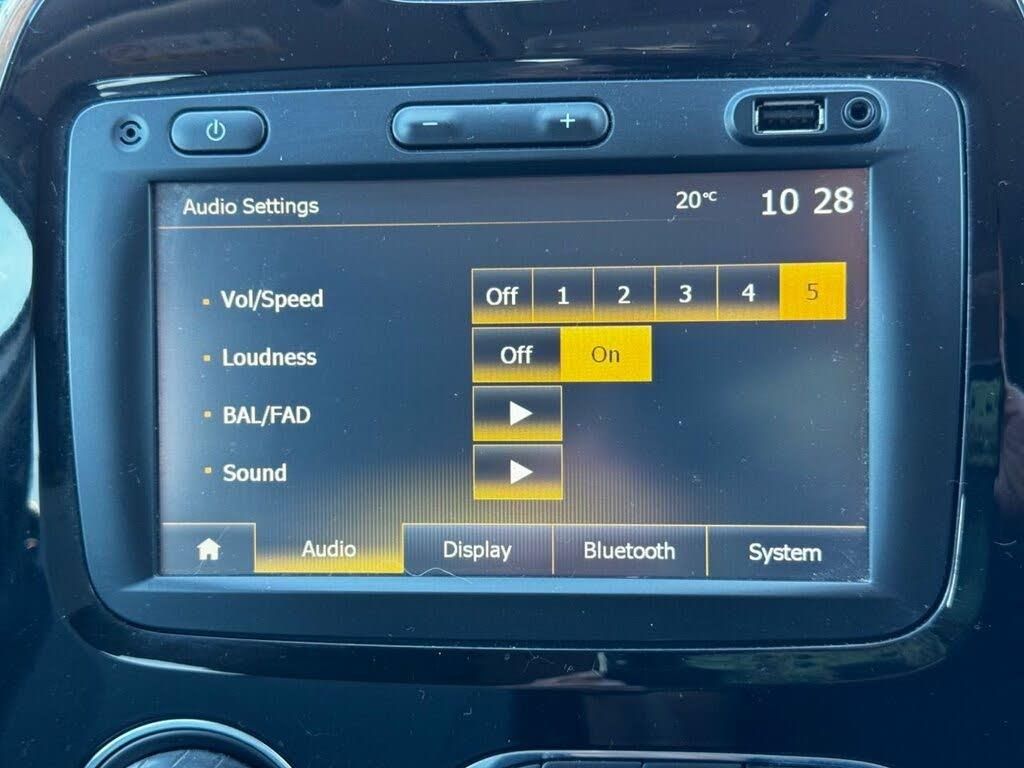 − +
Audio Settings 20°C 10 28
Vol/Speed Off 1 2 3 4 5
Loudness Off On
BAL/FAD
Sound
Audio Display Bluetooth System